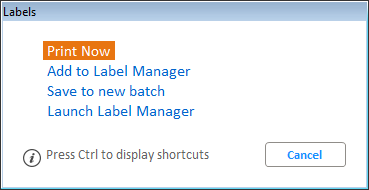 Labels
Print Now
Add to Label Manager
Save to new batch
Launch Label Manager
Press Ctrl to display shortcuts
Cancel